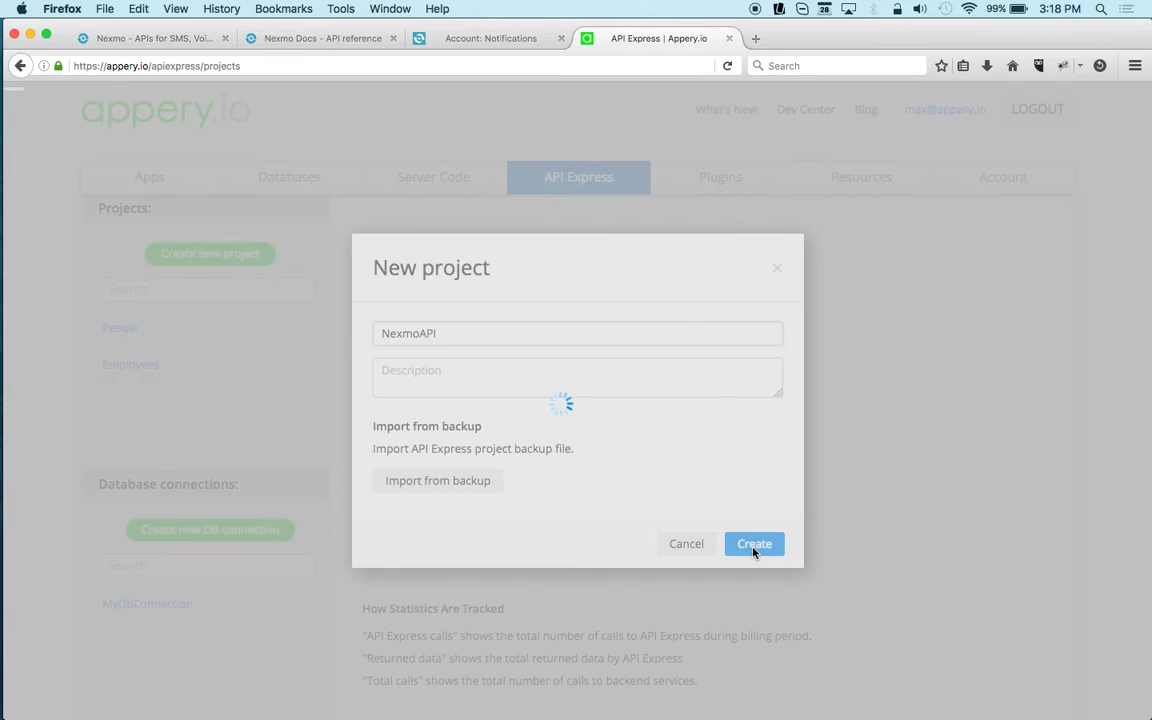 Firefox File Edit View History Bookmarks Tools Window Help 28 99% 3:18 PM
Nexmo - APIs for SMS, Voi... Nexmo Docs - API reference Account: Notifications API Express | Appery.io
https://appery.io/apiexpress/projects Search
appery.io What's New Dev Center Blog max@appery.io LOGOUT
Apps Databases Server Code API Express Plugins Resources Account
Projects:
Create new project
Search
People
Employees
Database connections:
Create new DB connection
Search
MyDbConnection
New project
NexmoAPI
Description
Import from backup
Import API Express project backup file.
Import from backup
Cancel Create
How Statistics Are Tracked
"API Express calls" shows the total number of calls to API Express during billing period.
"Returned data" shows the total returned data by API Express
"Total calls" shows the total number of calls to backend services.